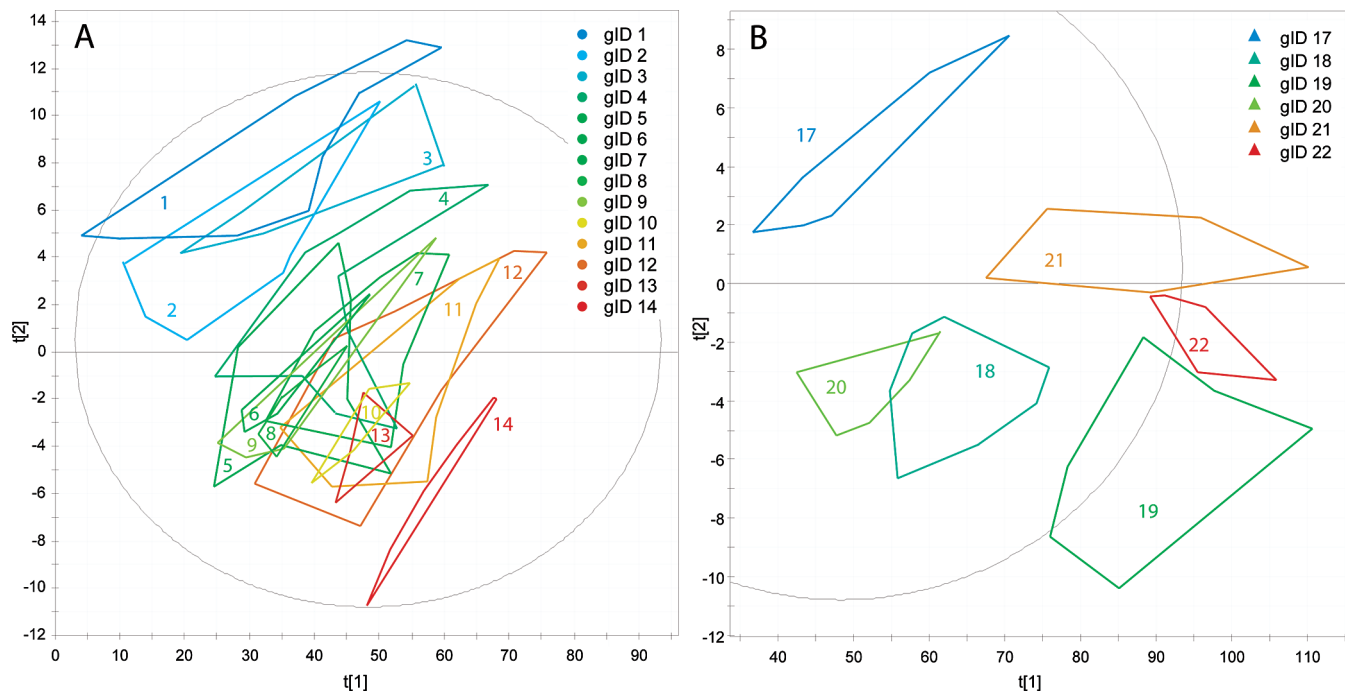 A
14
12
10
8
6
4
2
0
-2
-4
-6
-8
-10
-12
t[2]
0 10 20 30 40 50 60 70 80 90
t[1]
1
2
3
4
5
6
7
8
9
10
11
12
13
14
gID 1
gID 2
gID 3
gID 4
gID 5
gID 6
gID 7
gID 8
gID 9
gID 10
gID 11
gID 12
gID 13
gID 14
B
8
6
4
2
0
-2
-4
-6
-8
-10
-12
t[2]
40 50 60 70 80 90 100 110
t[1]
17
18
19
20
21
22
gID 17
gID 18
gID 19
gID 20
gID 21
gID 22